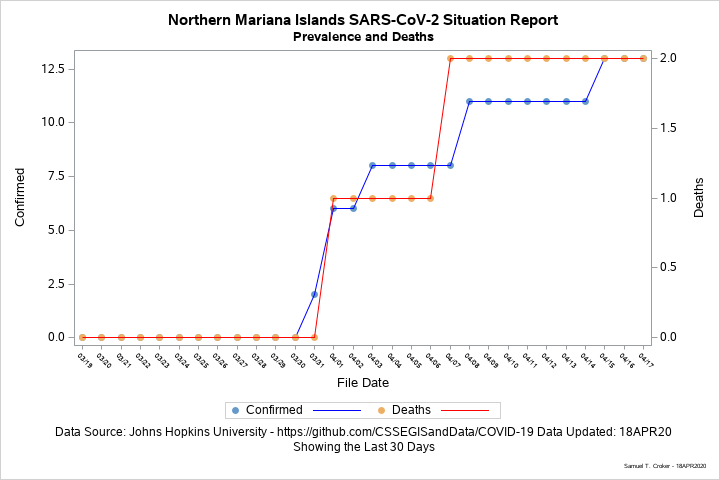 Northern Mariana Islands SARS-CoV-2 Situation Report
Prevalence and Deaths
Confirmed
12.5
10.0
7.5
5.0
2.5
0.0
2.0
1.5
1.0
0.5
0.0
Deaths
03/19 03/20 03/21 03/22 03/23 03/24 03/25 03/26 03/27 03/28 03/29 03/30 03/31 04/01 04/02 04/03 04/04 04/05 04/06 04/07 04/08 04/09 04/10 04/11 04/12 04/13 04/14 04/15 04/16 04/17
File Date
Confirmed Deaths
Data Source: Johns Hopkins University - https://github.com/CSSEGISandData/COVID-19 Data Updated: 18APR20
Showing the Last 30 Days
Samuel T. Croker - 18APR2020